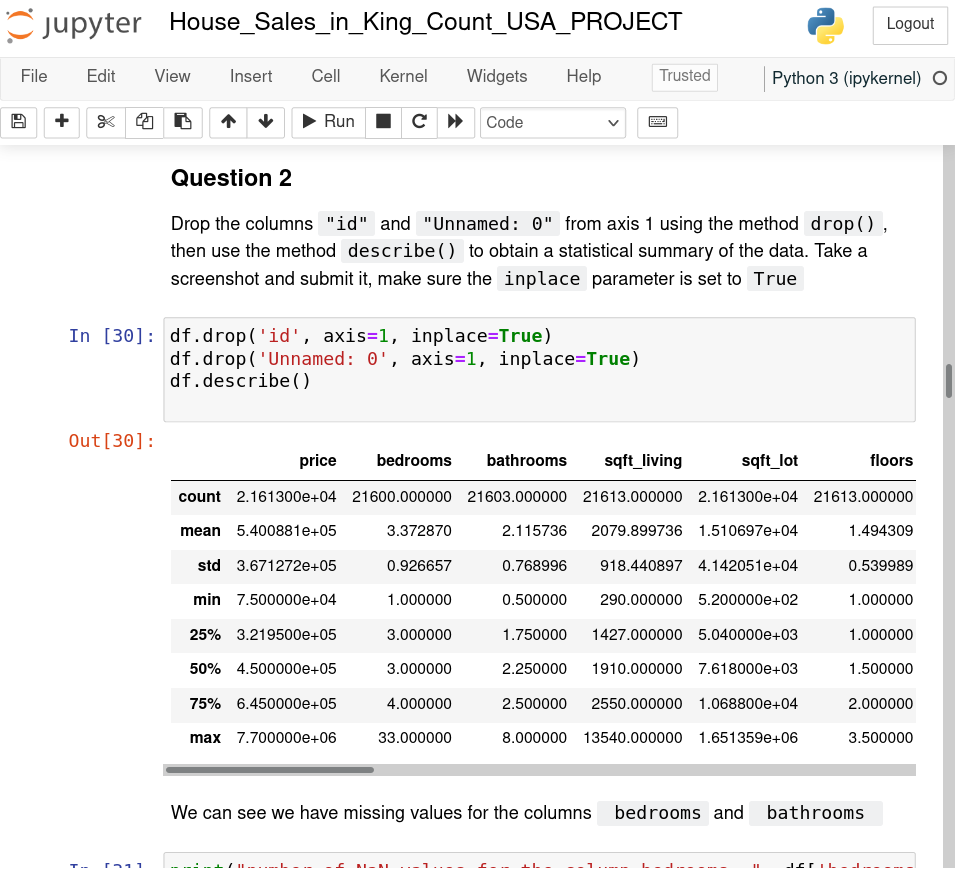 jupyter House_Sales_in_King_Count_USA_PROJECT Logout
File Edit View Insert Cell Kernel Widgets Help Trusted Python 3 (ipykernel)
Run Code
Question 2
Drop the columns "id" and "Unnamed: 0" from axis 1 using the method drop() ,
then use the method describe() to obtain a statistical summary of the data. Take a
screenshot and submit it, make sure the inplace parameter is set to True
In [30]: df.drop('id', axis=1, inplace=True)
df.drop('Unnamed: 0', axis=1, inplace=True)
df.describe()
Out[30]:
price bedrooms bathrooms sqft_living sqft_lot floors
count 2.161300e+04 21600.000000 21603.000000 21613.000000 2.161300e+04 21613.000000
mean 5.400881e+05 3.372870 2.115736 2079.899736 1.510697e+04 1.494309
std 3.671272e+05 0.926657 0.768996 918.440897 4.142051e+04 0.539989
min 7.500000e+04 1.000000 0.500000 290.000000 5.200000e+02 1.000000
25% 3.219500e+05 3.000000 1.750000 1427.000000 5.040000e+03 1.000000
50% 4.500000e+05 3.000000 2.250000 1910.000000 7.618000e+03 1.500000
75% 6.450000e+05 4.000000 2.500000 2550.000000 1.068800e+04 2.000000
max 7.700000e+06 33.000000 8.000000 13540.000000 1.651359e+06 3.500000
We can see we have missing values for the columns bedrooms and bathrooms
In [31]: print("number of NaN values for the column bedrooms :", df['bedrooms